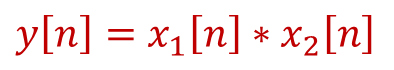 y[n] = x₁[n] ∗ x₂[n]